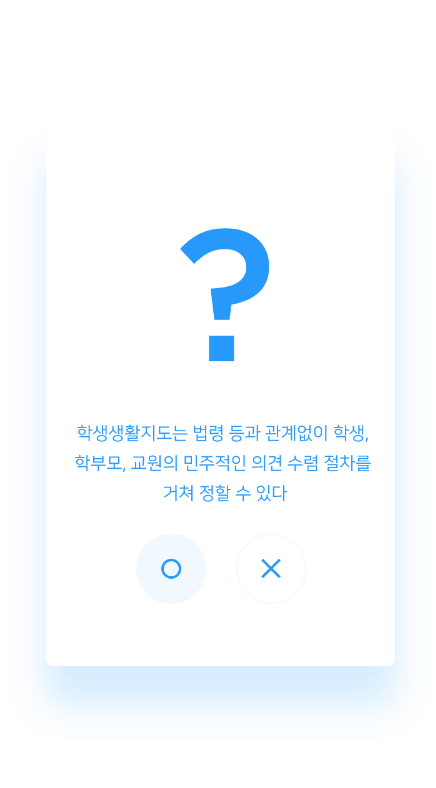 ?
학생생활지도는 법령 등과 관계없이 학생,
학부모, 교원의 민주적인 의견 수렴 절차를
거쳐 정할 수 있다